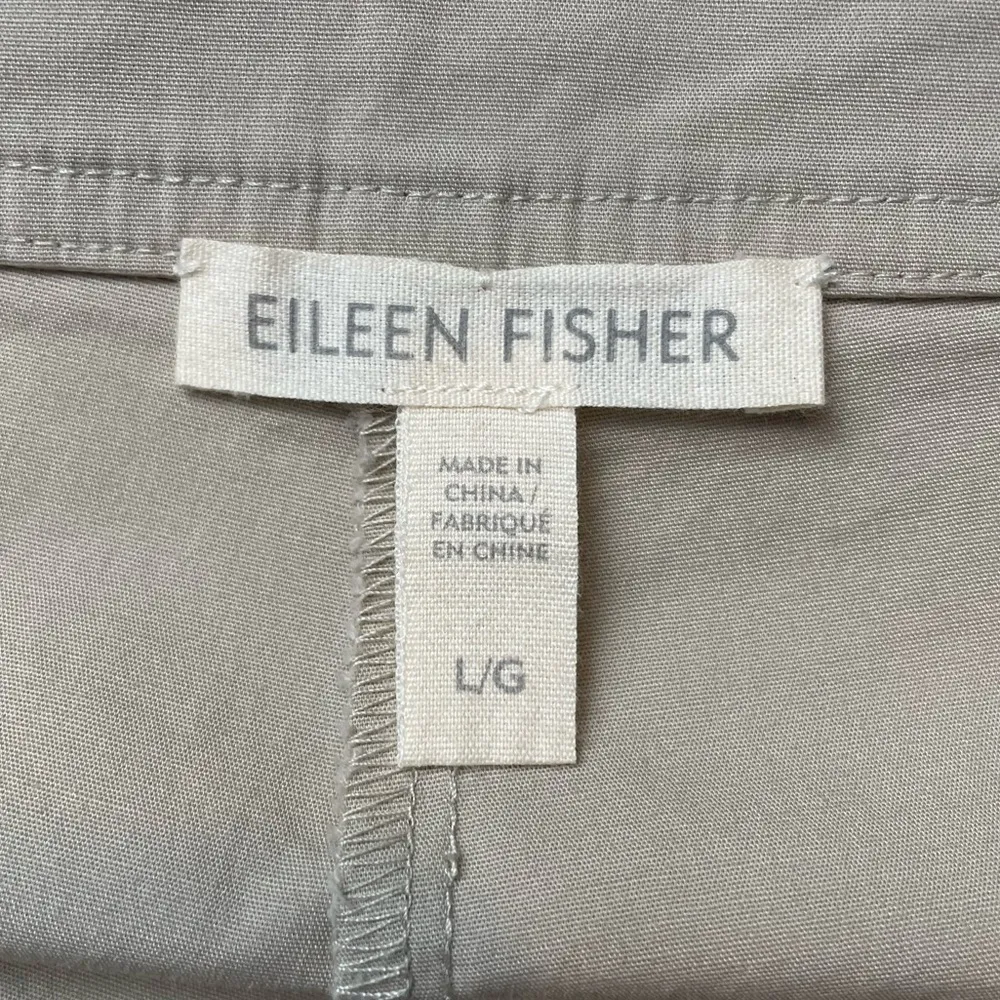 EILEEN FISHER
MADE IN
CHINA /
FABRIQUÉ
EN CHINE
L/G